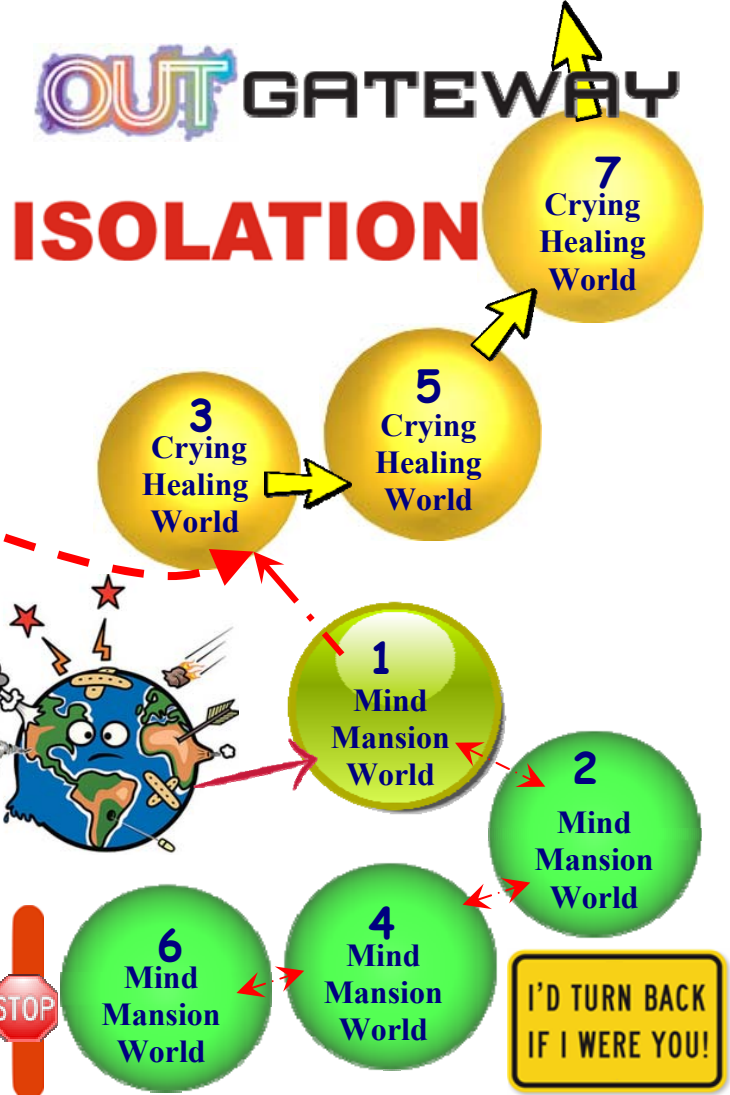 OUT GATEWAY
ISOLATION
7
Crying
Healing
World
5
Crying
Healing
World
3
Crying
Healing
World
1
Mind
Mansion
World
2
Mind
Mansion
World
4
Mind
Mansion
World
6
Mind
Mansion
World
STOP
I'D TURN BACK
IF I WERE YOU!